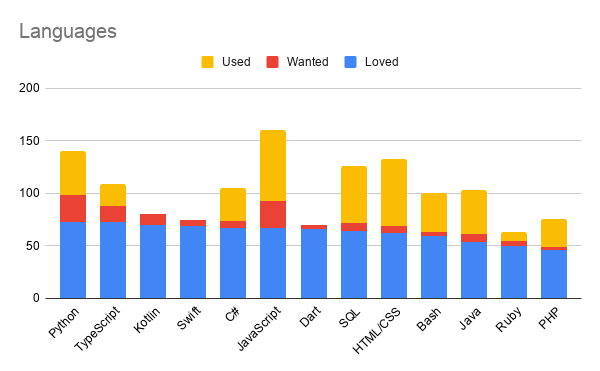 Languages
Used Wanted Loved
200
150
100
50
0
Python TypeScript Kotlin Swift C# JavaScript Dart SQL HTML/CSS Bash Java Ruby PHP